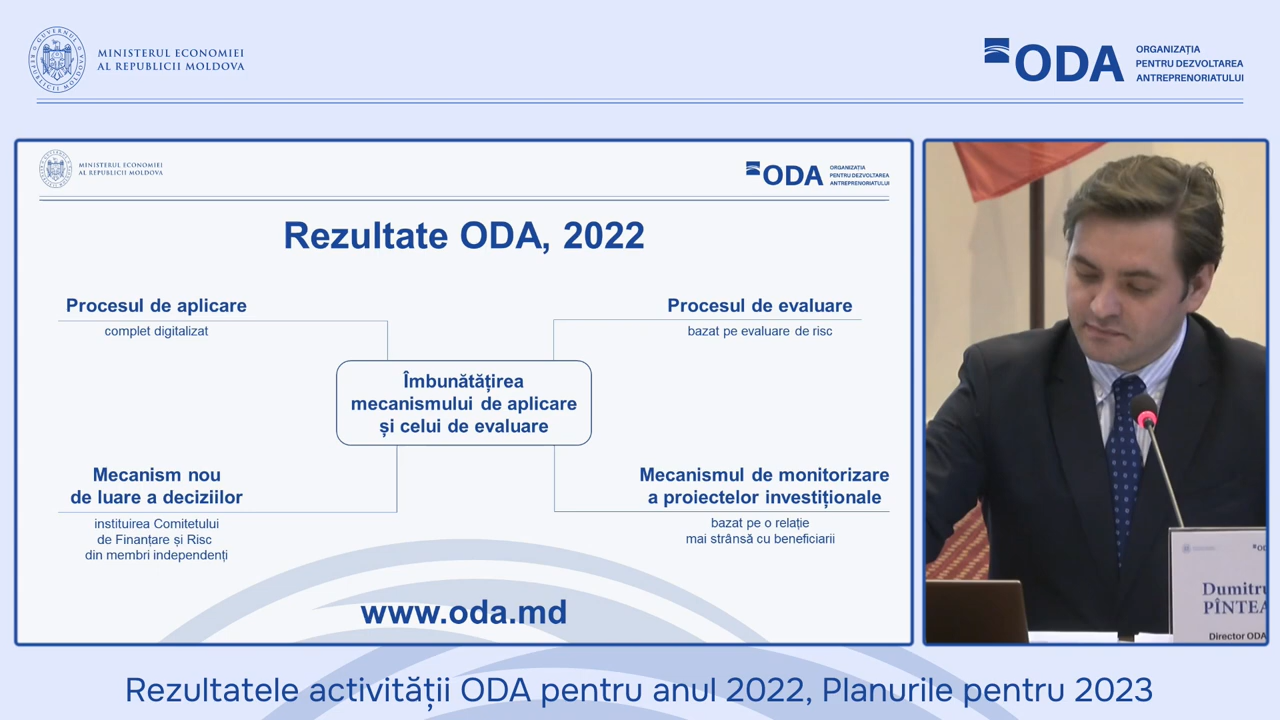 MINISTERUL ECONOMIEI
AL REPUBLICII MOLDOVA
ODA
ORGANIZAȚIA
PENTRU DEZVOLTAREA
ANTREPRENORIATULUI
MINISTERUL ECONOMIEI
AL REPUBLICII MOLDOVA
ODA
ORGANIZAȚIA
PENTRU DEZVOLTAREA
ANTREPRENORIATULUI
Rezultate ODA, 2022
Procesul de aplicare
complet digitalizat
Procesul de evaluare
bazat pe evaluare de risc
Îmbunătățirea
mecanismului de aplicare
și celui de evaluare
Mecanism nou
de luare a deciziilor
instituirea Comitetului
de Finanțare și Risc
din membri independenți
Mecanismul de monitorizare
a proiectelor investiționale
bazat pe o relație
mai strânsă cu beneficiarii
www.oda.md
Dumitru
PÎNTEA
Director ODA
Rezultatele activității ODA pentru anul 2022, Planurile pentru 2023